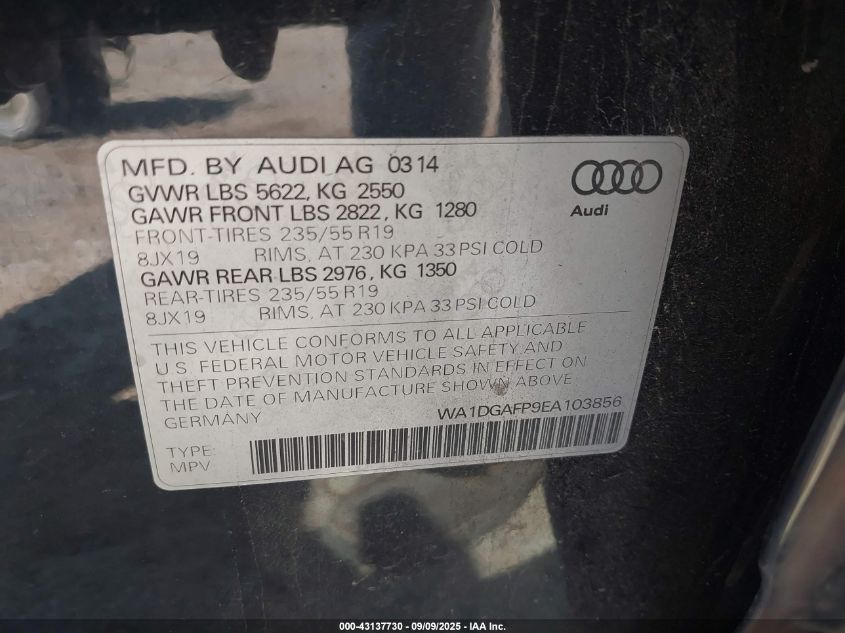 MFD. BY AUDI AG 03 14
GVWR LBS 5622, KG 2550
GAWR FRONT LBS 2822, KG 1280
FRONT-TIRES 235/55 R19
8JX19 RIMS, AT 230 KPA 33 PSI COLD
GAWR REAR LBS 2976, KG 1350
REAR-TIRES 235/55 R19
8JX19 RIMS, AT 230 KPA 33 PSI COLD
Audi
THIS VEHICLE CONFORMS TO ALL APPLICABLE
U.S. FEDERAL MOTOR VEHICLE SAFETY AND
THEFT PREVENTION STANDARDS IN EFFECT ON
THE DATE OF MANUFACTURE SHOWN ABOVE.
GERMANY
WA1DGAFP9EA103856
TYPE:
MPV
000-43137730 - 09/09/2025 - IAA Inc.